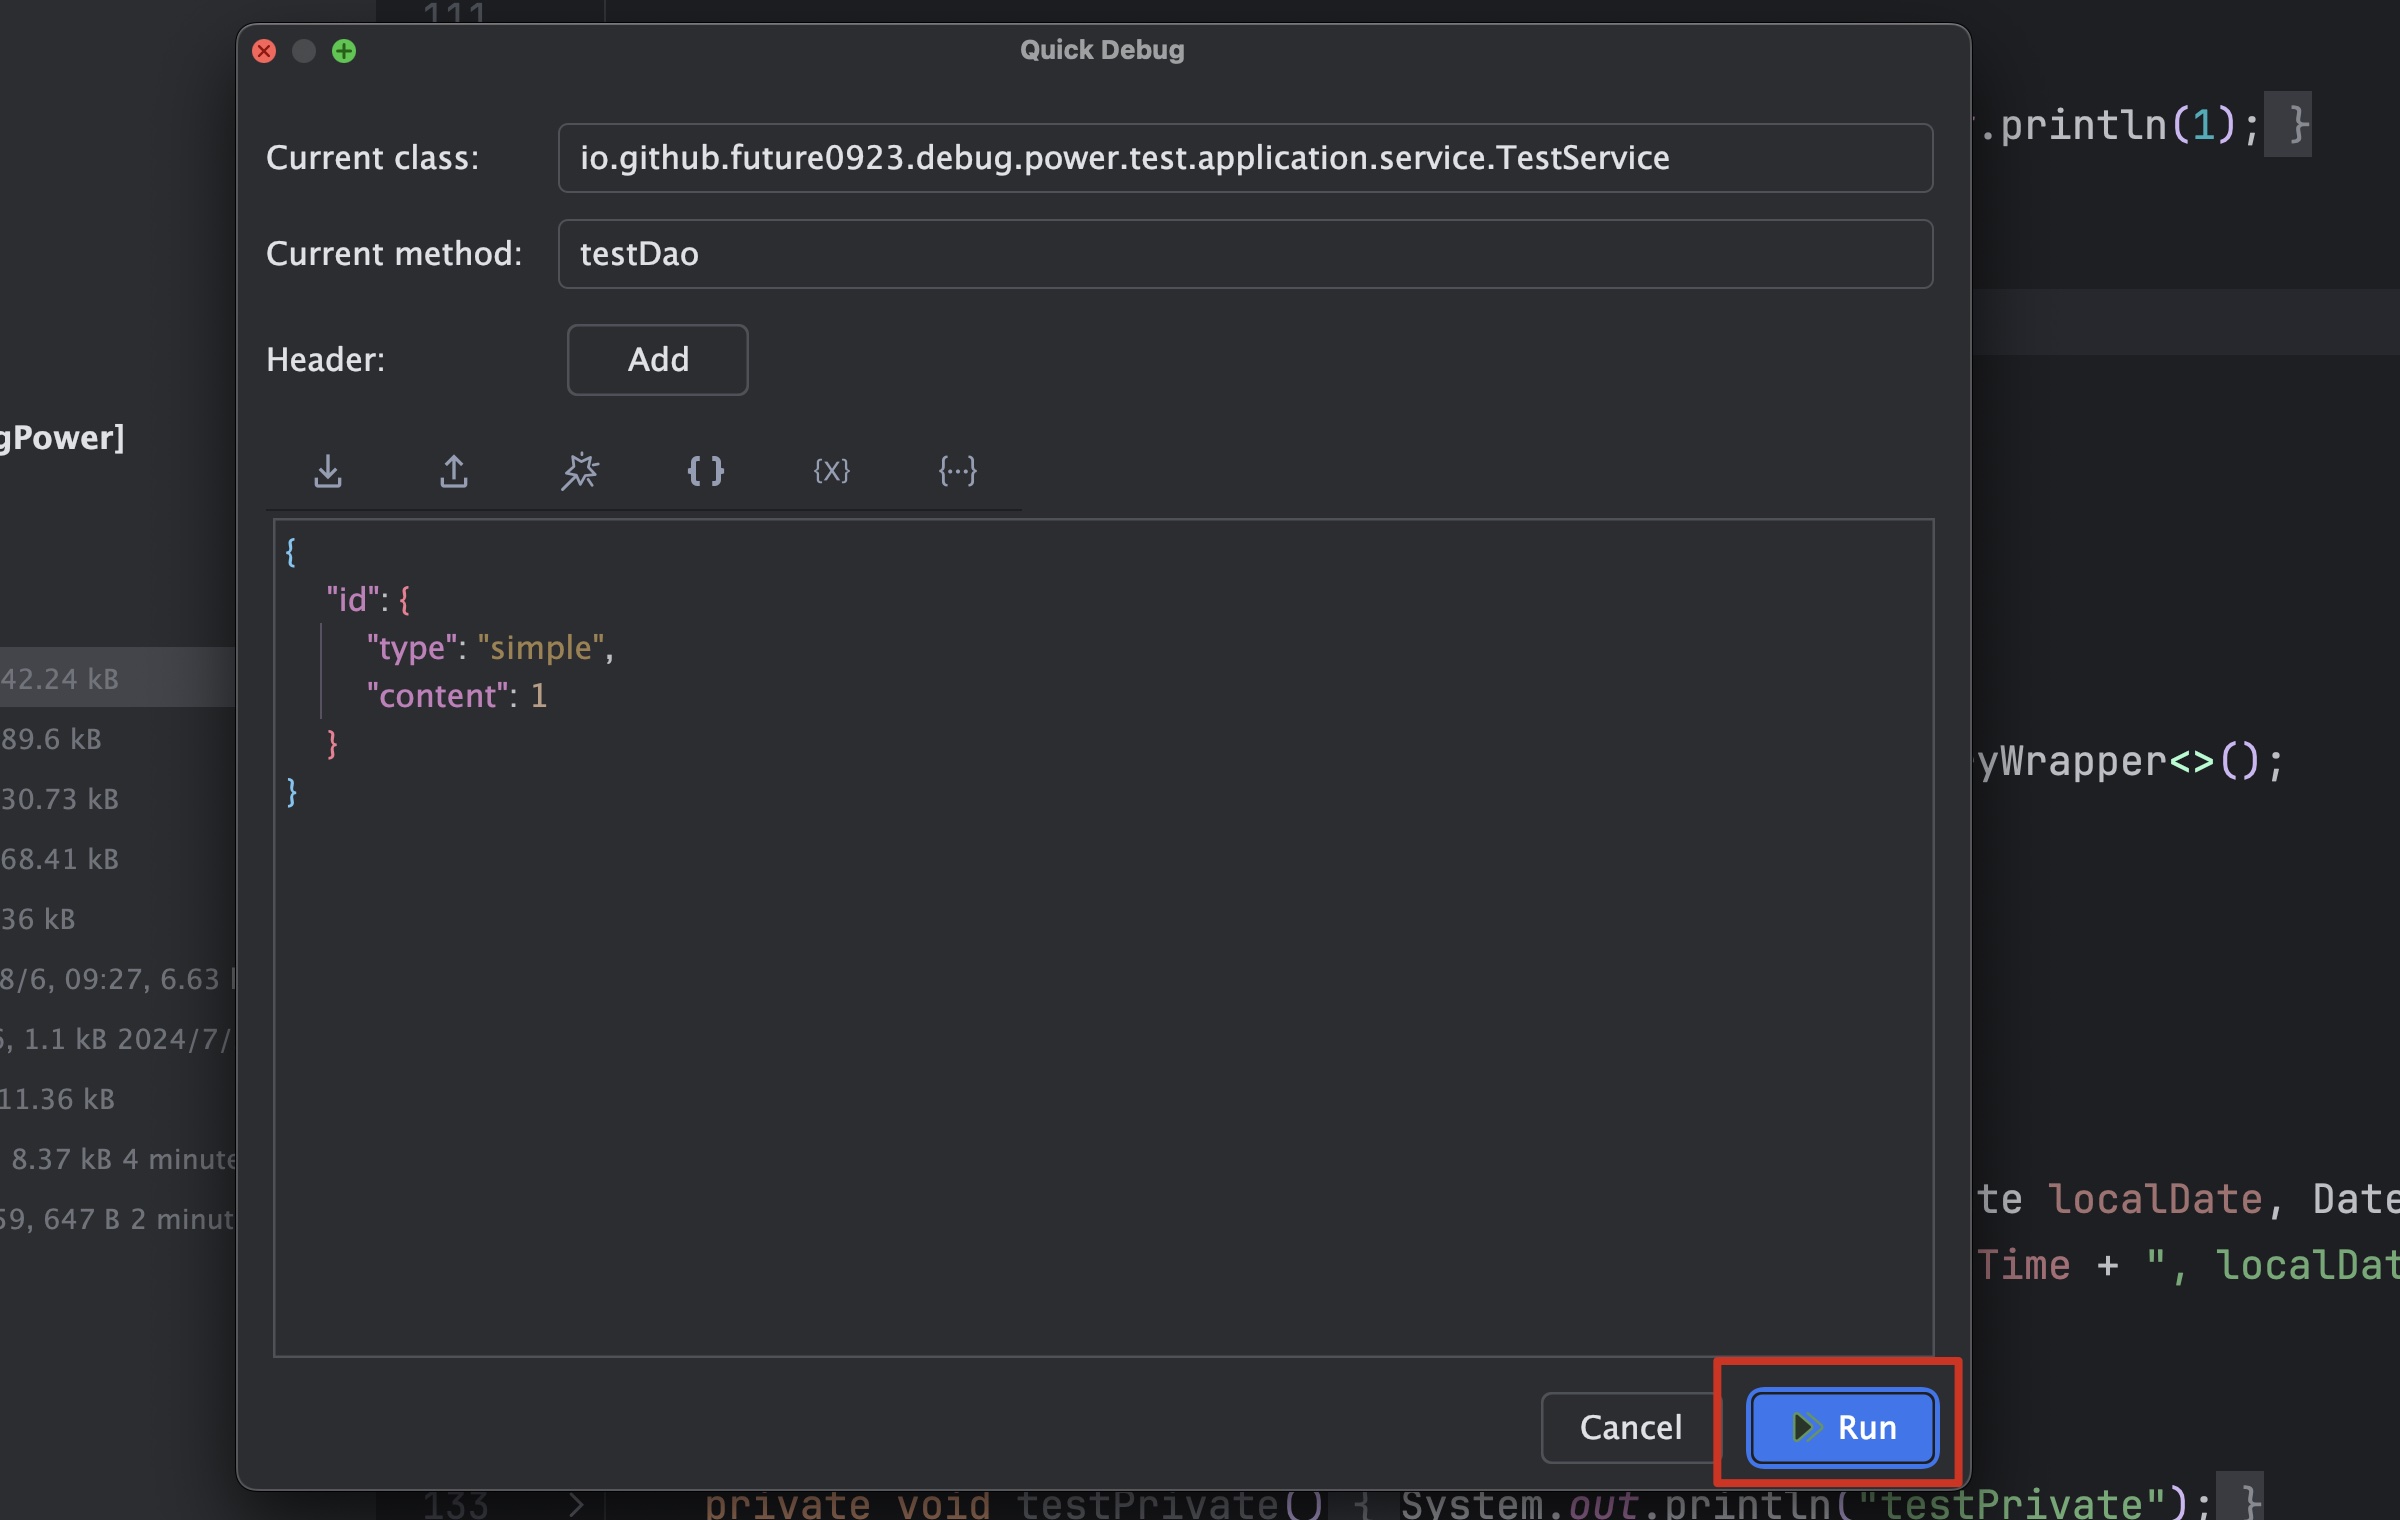 111
Quick Debug
.println(1); }
Current class: io.github.future0923.debug.power.test.application.service.TestService
Current method: testDao
Header: Add
gPower]
{X} {...}
{
"id": {
"type": "simple",
"content": 1
}
}
42.24 kB
89.6 kB
yWrapper<>();
30.73 kB
68.41 kB
36 kB
8/6, 09:27, 6.63
, 1.1 kB 2024/7/
11.36 kB
8.37 kB 4 minute
59, 647 B 2 minut
te localDate, Date
Time + ", localDat
Cancel Run
133 private void testPrivate() { System.out.println("testPrivate"); }